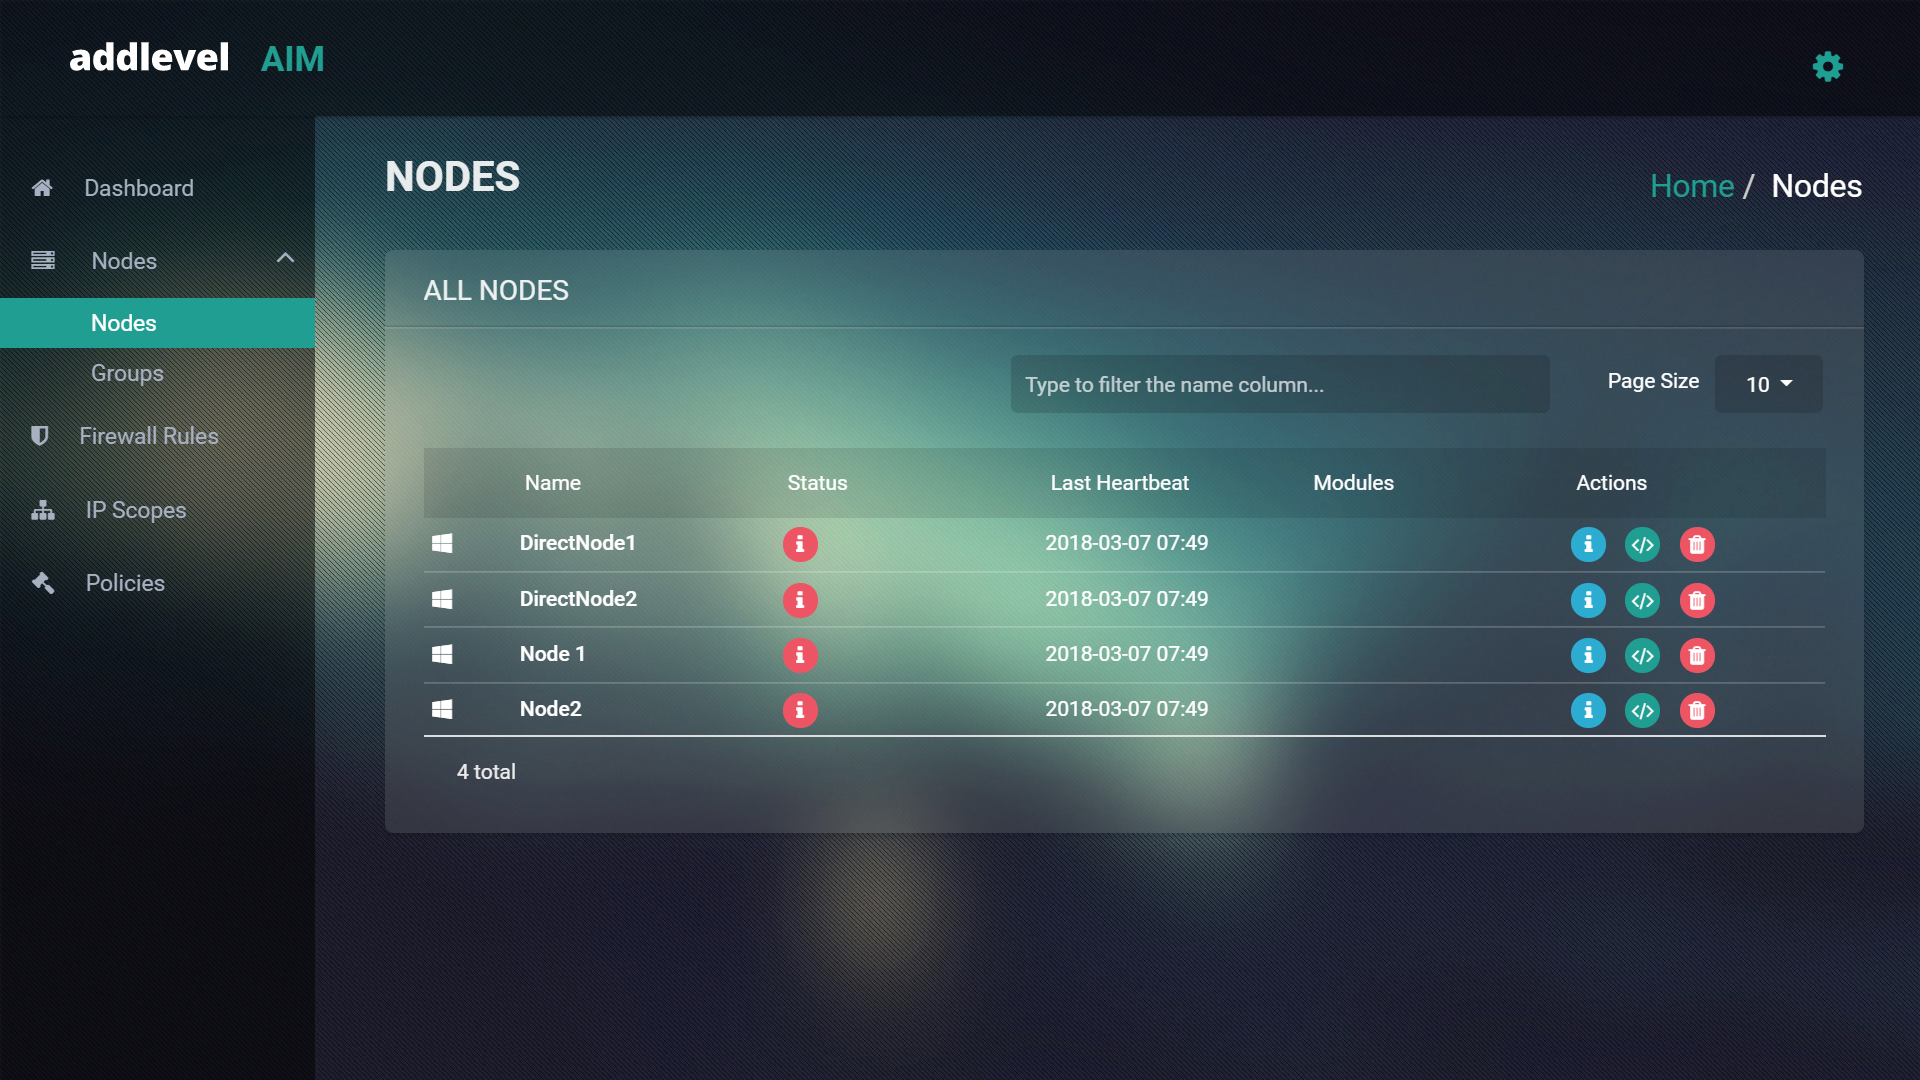 addlevel AIM
Dashboard
Nodes
Nodes
Groups
Firewall Rules
IP Scopes
Policies
NODES
Home / Nodes
ALL NODES
Type to filter the name column...
Page Size 10
Name Status Last Heartbeat Modules Actions
DirectNode1 2018-03-07 07:49
DirectNode2 2018-03-07 07:49
Node 1 2018-03-07 07:49
Node2 2018-03-07 07:49
4 total